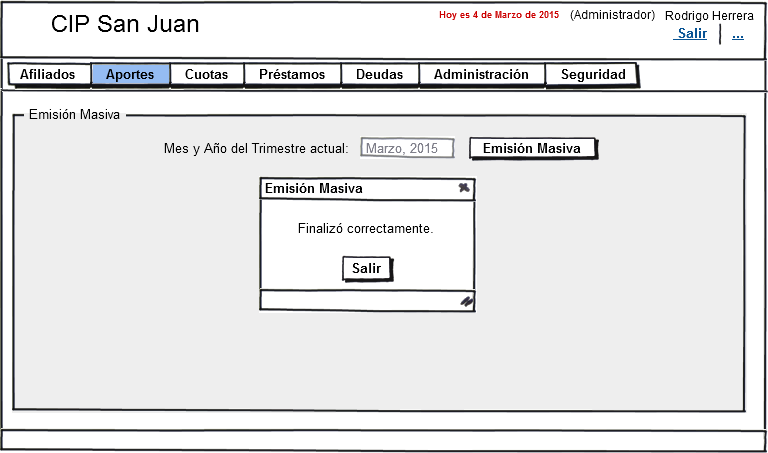 CIP San Juan
Hoy es 4 de Marzo de 2015 (Administrador) Rodrigo Herrera
Salir ...
Afiliados Aportes Cuotas Préstamos Deudas Administración Seguridad
Emisión Masiva
Mes y Año del Trimestre actual: Marzo, 2015 Emisión Masiva
Emisión Masiva
Finalizó correctamente.
Salir